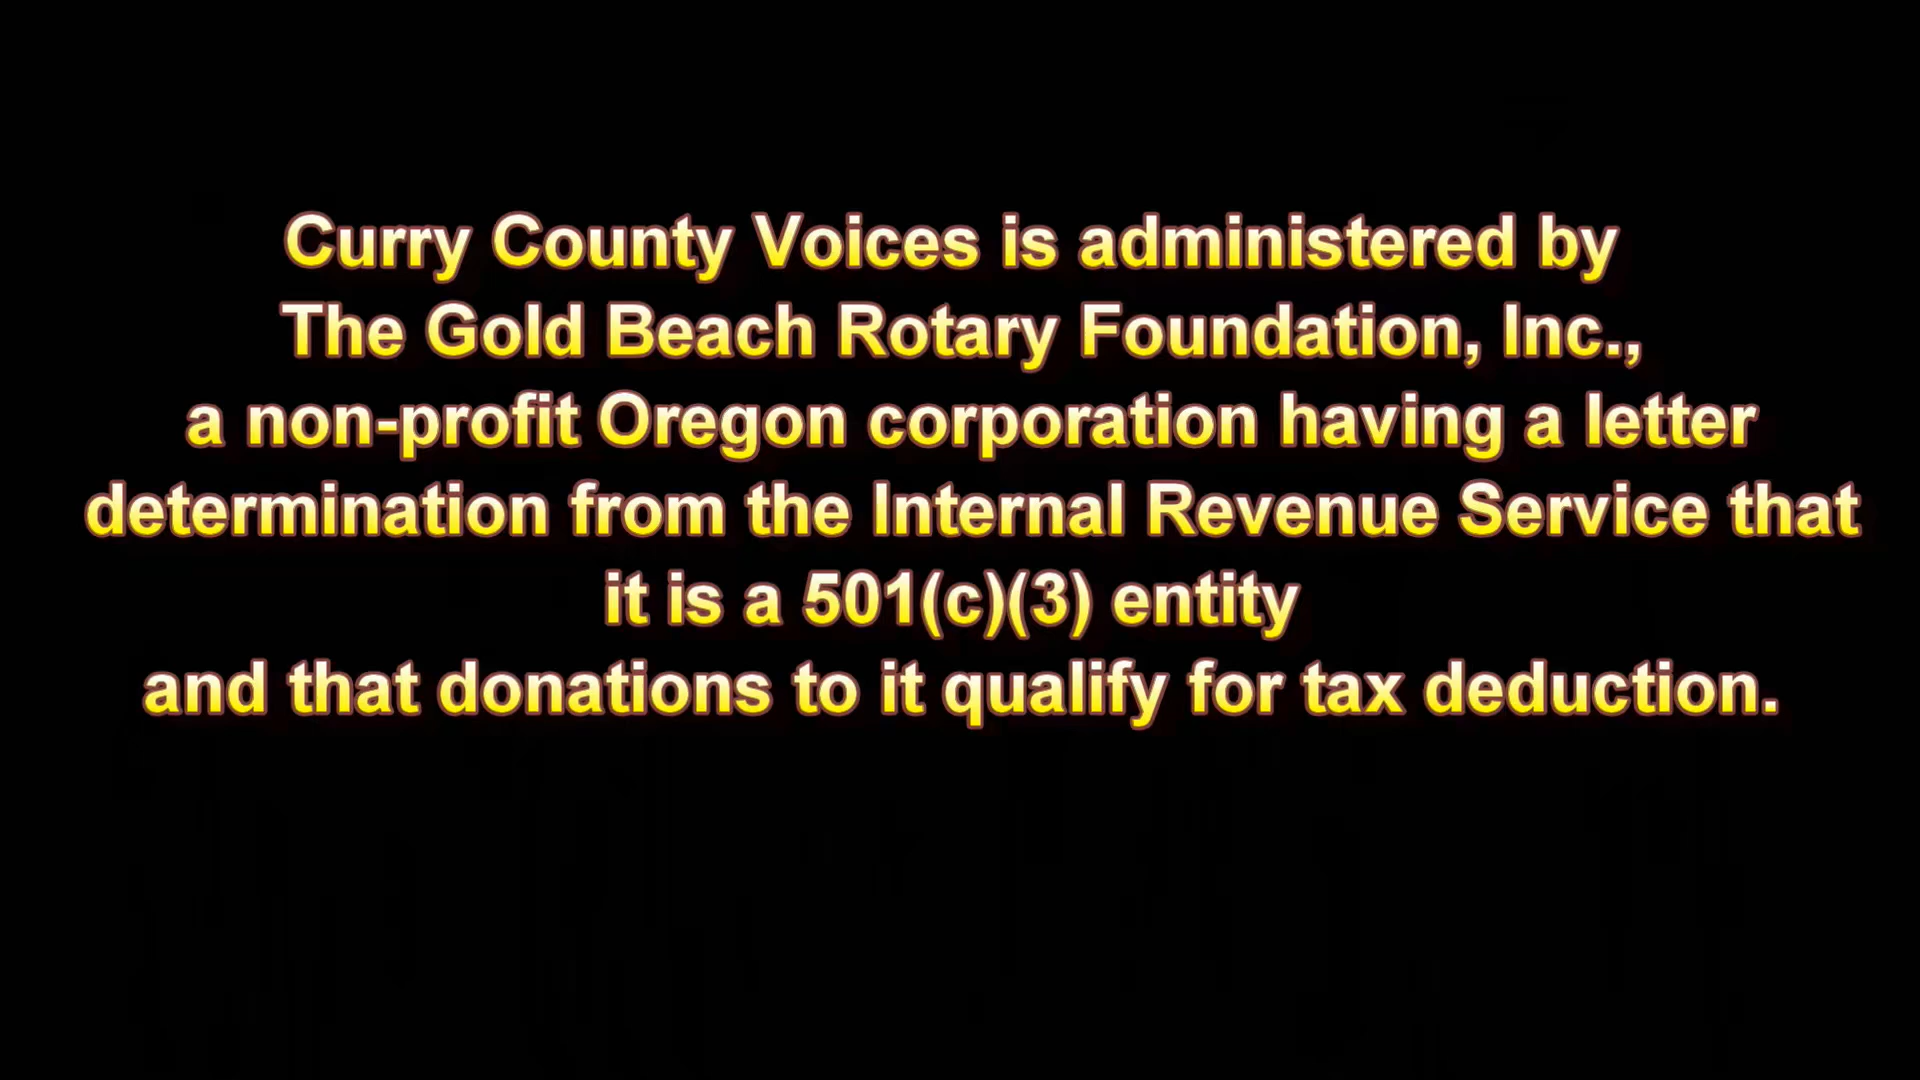 Curry County Voices is administered by
The Gold Beach Rotary Foundation, Inc.,
a non-profit Oregon corporation having a letter
determination from the Internal Revenue Service that
it is a 501(c)(3) entity
and that donations to it qualify for tax deduction.